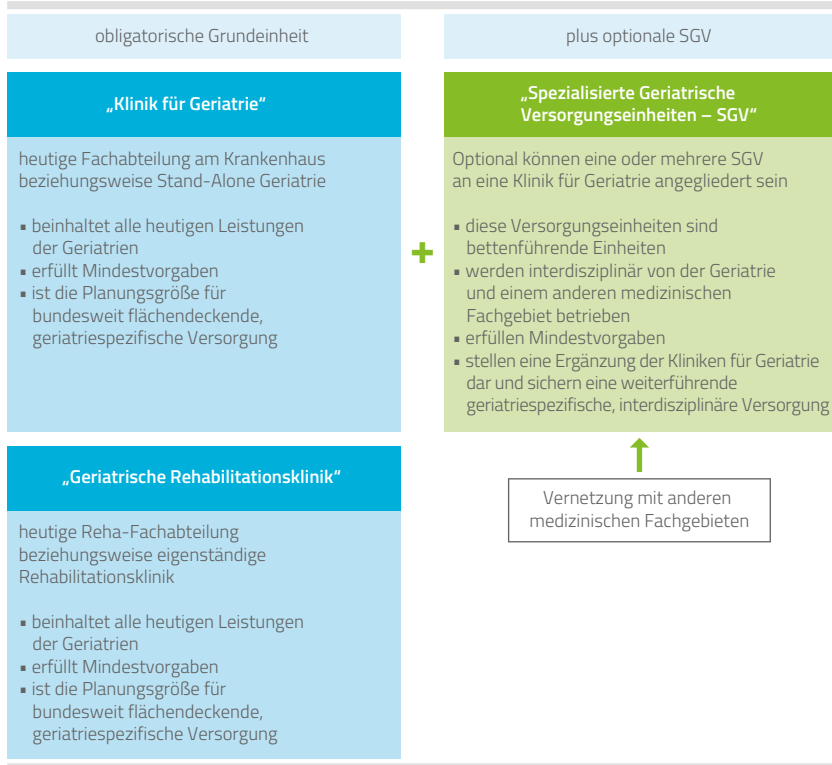 obligatorische Grundeinheit
„Klinik für Geriatrie“
heutige Fachabteilung am Krankenhaus
beziehungsweise Stand-Alone Geriatrie
▪ beinhaltet alle heutigen Leistungen
der Geriatrien
▪ erfüllt Mindestvorgaben
▪ ist die Planungsgröße für
bundesweit flächendeckende,
geriatriespezifische Versorgung
+
plus optionale SGV
„Spezialisierte Geriatrische
Versorgungseinheiten – SGV“
Optional können eine oder mehrere SGV
an eine Klinik für Geriatrie angegliedert sein
▪ diese Versorgungseinheiten sind
bettenführende Einheiten
▪ werden interdisziplinär von der Geriatrie
und einem anderen medizinischen
Fachgebiet betrieben
▪ erfüllen Mindestvorgaben
▪ stellen eine Ergänzung der Kliniken für Geriatrie
dar und sichern eine weiterführende
geriatriespezifische, interdisziplinäre Versorgung
Vernetzung mit anderen
medizinischen Fachgebieten
„Geriatrische Rehabilitationsklinik“
heutige Reha-Fachabteilung
beziehungsweise eigenständige
Rehabilitationsklinik
▪ beinhaltet alle heutigen Leistungen
der Geriatrien
▪ erfüllt Mindestvorgaben
▪ ist die Planungsgröße für
bundesweit flächendeckende,
geriatriespezifische Versorgung